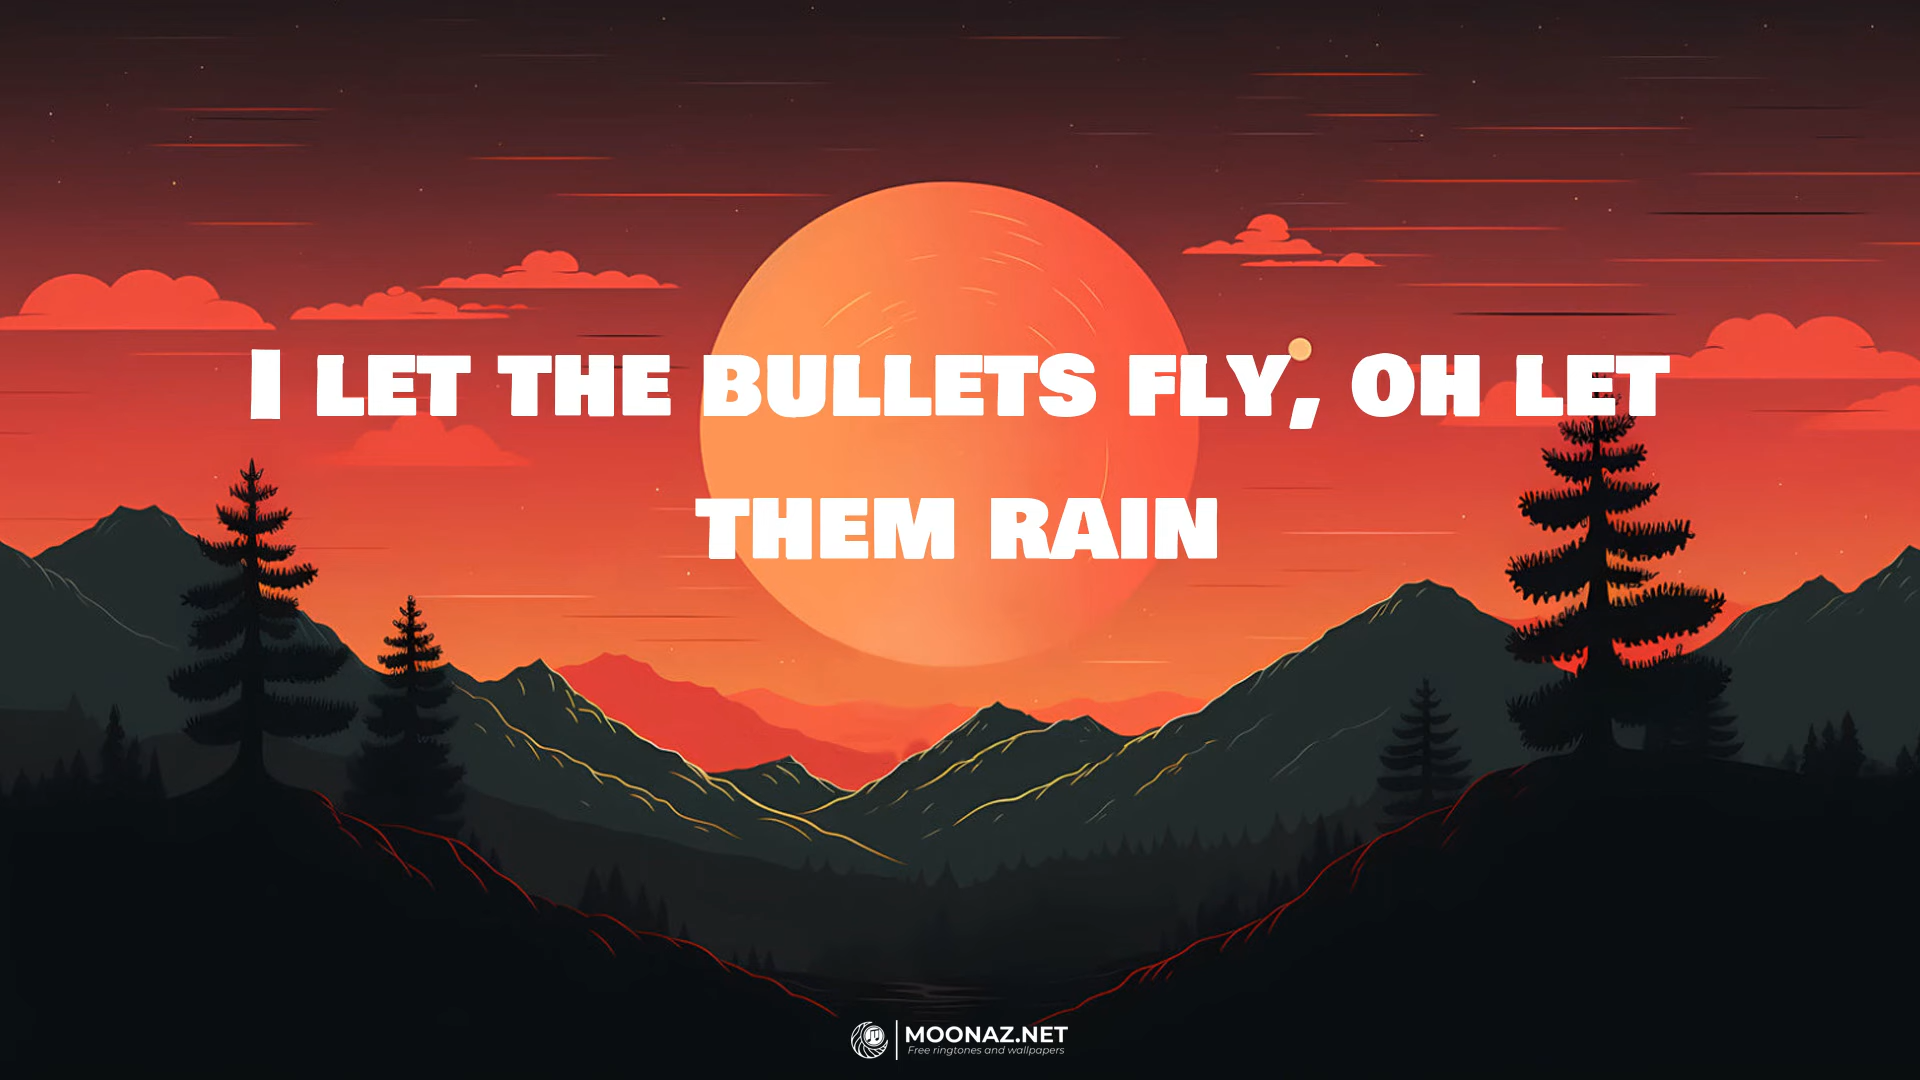 I LET THE BULLETS FLY, OH LET
THEM RAIN
MOONAZ.NET
Free ringtones and wallpapers